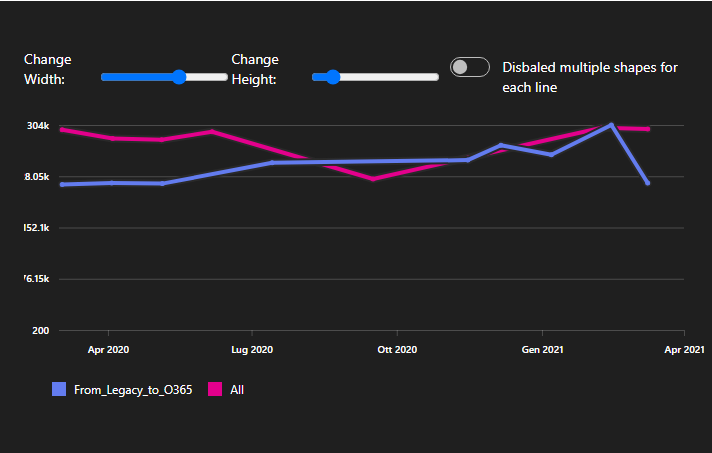 Change
Width:
Change
Height:
Disbaled multiple shapes for
each line
304k
8.05k
152.1k
76.15k
200
Apr 2020
Lug 2020
Ott 2020
Gen 2021
Apr 2021
From_Legacy_to_O365
All